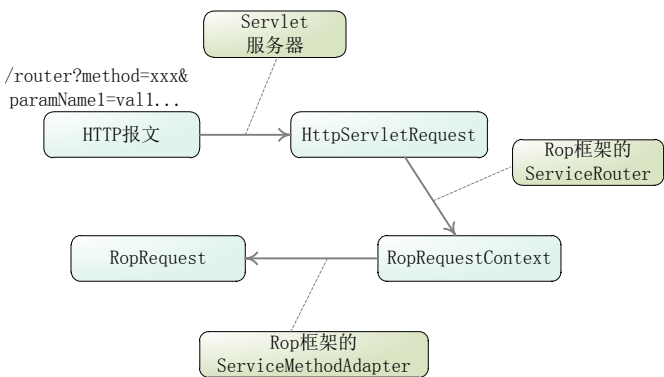 Servlet
服务器
/router?method=xxx&
paramName1=val1...
HTTP报文
HttpServletRequest
Rop框架的
ServiceRouter
RopRequest
RopRequestContext
Rop框架的
ServiceMethodAdapter